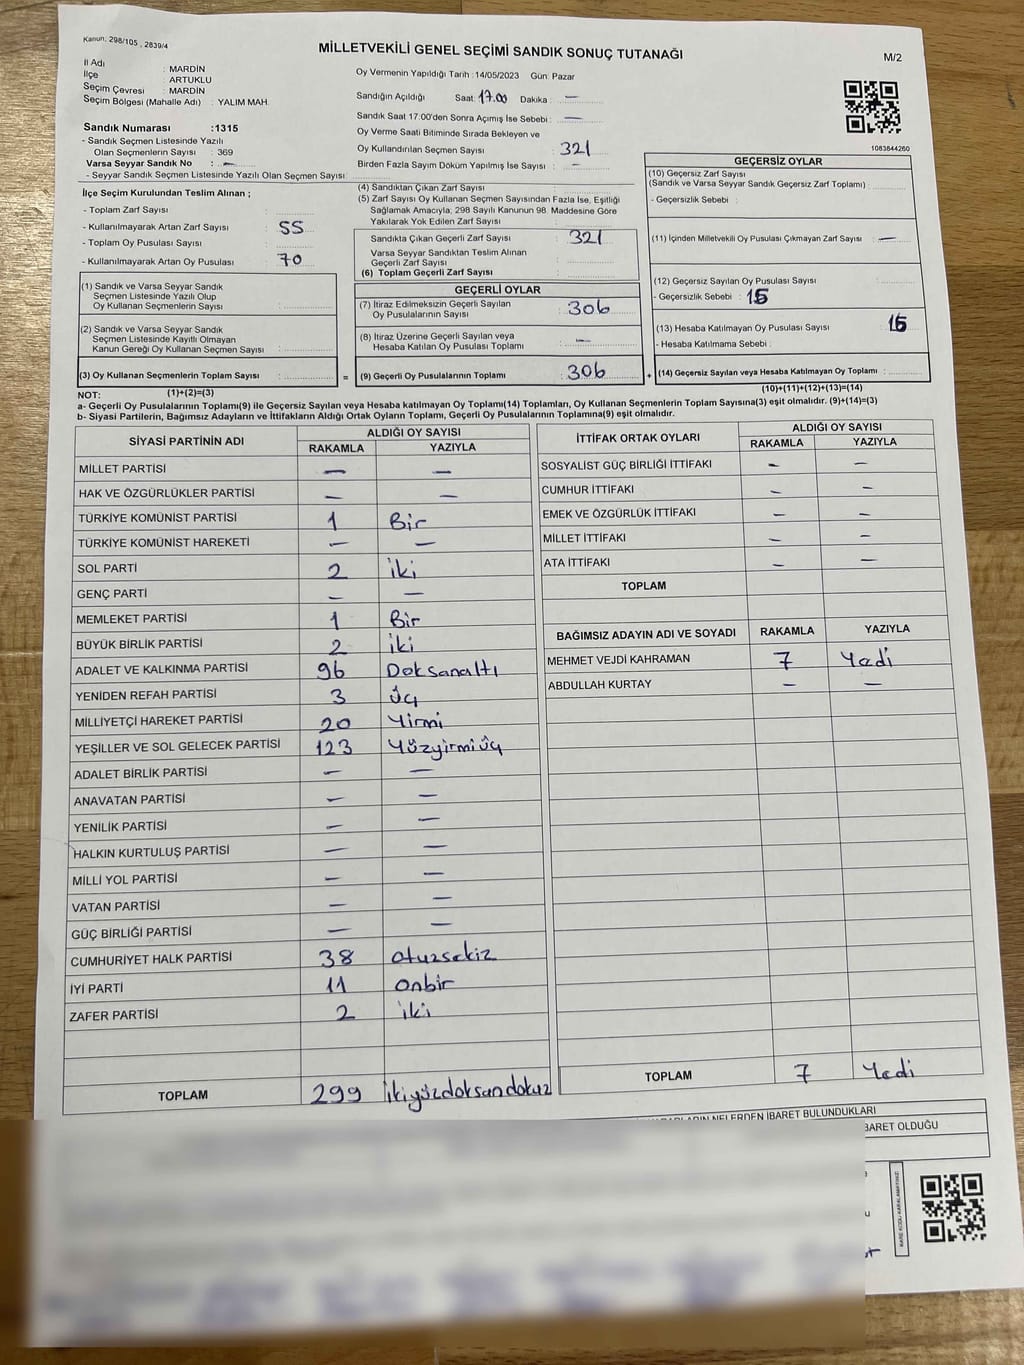 Kanun: 298/105 , 2839/4
MİLLETVEKİLİ GENEL SEÇİMİ SANDIK SONUÇ TUTANAĞI
M/2
İl Adı : MARDİN
İlçe : ARTUKLU
Seçim Çevresi : MARDİN
Seçim Bölgesi (Mahalle Adı) : YALIM MAH.
Sandık Numarası :1315
- Sandık Seçmen Listesinde Yazılı
Olan Seçmenlerin Sayısı : 369
Varsa Seyyar Sandık No : —
- Seyyar Sandık Seçmen Listesinde Yazılı Olan Seçmen Sayısı:
Oy Vermenin Yapıldığı Tarih :14/05/2023 Gün: Pazar
Sandığın Açıldığı Saat: 17.00 Dakika : —
Sandık Saat 17:00'den Sonra Açımış İse Sebebi : —
Oy Verme Saati Bitiminde Sırada Bekleyen ve
Oy Kullandırılan Seçmen Sayısı : 321
Birden Fazla Sayım Döküm Yapılmış İse Sayısı : —
1083844260
İlçe Seçim Kurulundan Teslim Alınan ;
- Toplam Zarf Sayısı :
- Kullanılmayarak Artan Zarf Sayısı : 55
- Toplam Oy Pusulası Sayısı :
- Kullanılmayarak Artan Oy Pusulası : 70
(1) Sandık ve Varsa Seyyar Sandık
Seçmen Listesinde Yazılı Olup
Oy Kullanan Seçmenlerin Sayısı :
(2) Sandık ve Varsa Seyyar Sandık
Seçmen Listesinde Kayıtlı Olmayan
Kanun Gereği Oy Kullanan Seçmen Sayısı :
(3) Oy Kullanan Seçmenlerin Toplam Sayısı :
(4) Sandıktan Çıkan Zarf Sayısı :
(5) Zarf Sayısı Oy Kullanan Seçmen Sayısından Fazla İse, Eşitliği
Sağlamak Amacıyla; 298 Sayılı Kanunun 98. Maddesine Göre
Yakılarak Yok Edilen Zarf Sayısı :
Sandıkta Çıkan Geçerli Zarf Sayısı : 321
Varsa Seyyar Sandıktan Teslim Alınan
Geçerli Zarf Sayısı :
(6) Toplam Geçerli Zarf Sayısı :
GEÇERLİ OYLAR
(7) İtiraz Edilmeksizin Geçerli Sayılan
Oy Pusulalarının Sayısı : 306
(8) İtiraz Üzerine Geçerli Sayılan veya
Hesaba Katılan Oy Pusulası Toplamı : —
= (9) Geçerli Oy Pusulalarının Toplamı : 306
GEÇERSİZ OYLAR
(10) Geçersiz Zarf Sayısı
(Sandık ve Varsa Seyyar Sandık Geçersiz Zarf Toplamı) :
- Geçersizlik Sebebi :
(11) İçinden Milletvekili Oy Pusulası Çıkmayan Zarf Sayısı : —
(12) Geçersiz Sayılan Oy Pusulası Sayısı :
- Geçersizlik Sebebi : 15
(13) Hesaba Katılmayan Oy Pusulası Sayısı : 15
- Hesaba Katılmama Sebebi :
+ (14) Geçersiz Sayılan veya Hesaba Katılmayan Oy Toplamı :
NOT: (1)+(2)=(3) (10)+(11)+(12)+(13)=(14)
a- Geçerli Oy Pusulalarının Toplamı(9) ile Geçersiz Sayılan veya Hesaba katılmayan Oy Toplamı(14) Toplamları, Oy Kullanan Seçmenlerin Toplam Sayısına(3) eşit olmalıdır. (9)+(14)=(3)
b- Siyasi Partilerin, Bağımsız Adayların ve İttifakların Aldığı Ortak Oyların Toplamı, Geçerli Oy Pusulalarının Toplamına(9) eşit olmalıdır.
SİYASİ PARTİNİN ADI ALDIĞI OY SAYISI
RAKAMLA YAZIYLA
MİLLET PARTİSİ — —
HAK VE ÖZGÜRLÜKLER PARTİSİ — —
TÜRKİYE KOMÜNİST PARTİSİ 1 Bir
TÜRKİYE KOMÜNİST HAREKETİ — —
SOL PARTİ 2 iki
GENÇ PARTİ — —
MEMLEKET PARTİSİ 1 Bir
BÜYÜK BİRLİK PARTİSİ 2 iki
ADALET VE KALKINMA PARTİSİ 96 Doksanaltı
YENİDEN REFAH PARTİSİ 3 üç
MİLLİYETÇİ HAREKET PARTİSİ 20 Yirmi
YEŞİLLER VE SOL GELECEK PARTİSİ 123 Yüzyirmiüç
ADALET BİRLİK PARTİSİ — —
ANAVATAN PARTİSİ — —
YENİLİK PARTİSİ — —
HALKIN KURTULUŞ PARTİSİ — —
MİLLİ YOL PARTİSİ — —
VATAN PARTİSİ — —
GÜÇ BİRLİĞİ PARTİSİ — —
CUMHURİYET HALK PARTİSİ 38 otuzsekiz
İYİ PARTİ 11 onbir
ZAFER PARTİSİ 2 iki
TOPLAM 299 ikiyüzdoksandokuz
İTTİFAK ORTAK OYLARI ALDIĞI OY SAYISI
RAKAMLA YAZIYLA
SOSYALİST GÜÇ BİRLİĞİ İTTİFAKI — —
CUMHUR İTTİFAKI — —
EMEK VE ÖZGÜRLÜK İTTİFAKI — —
MİLLET İTTİFAKI — —
ATA İTTİFAKI — —
TOPLAM
BAĞIMSIZ ADAYIN ADI VE SOYADI RAKAMLA YAZIYLA
MEHMET VEJDİ KAHRAMAN 7 Yedi
ABDULLAH KURTAY — —
TOPLAM 7 Yedi
NELERDEN İBARET BULUNDUKLARI
BARET OLDUĞU